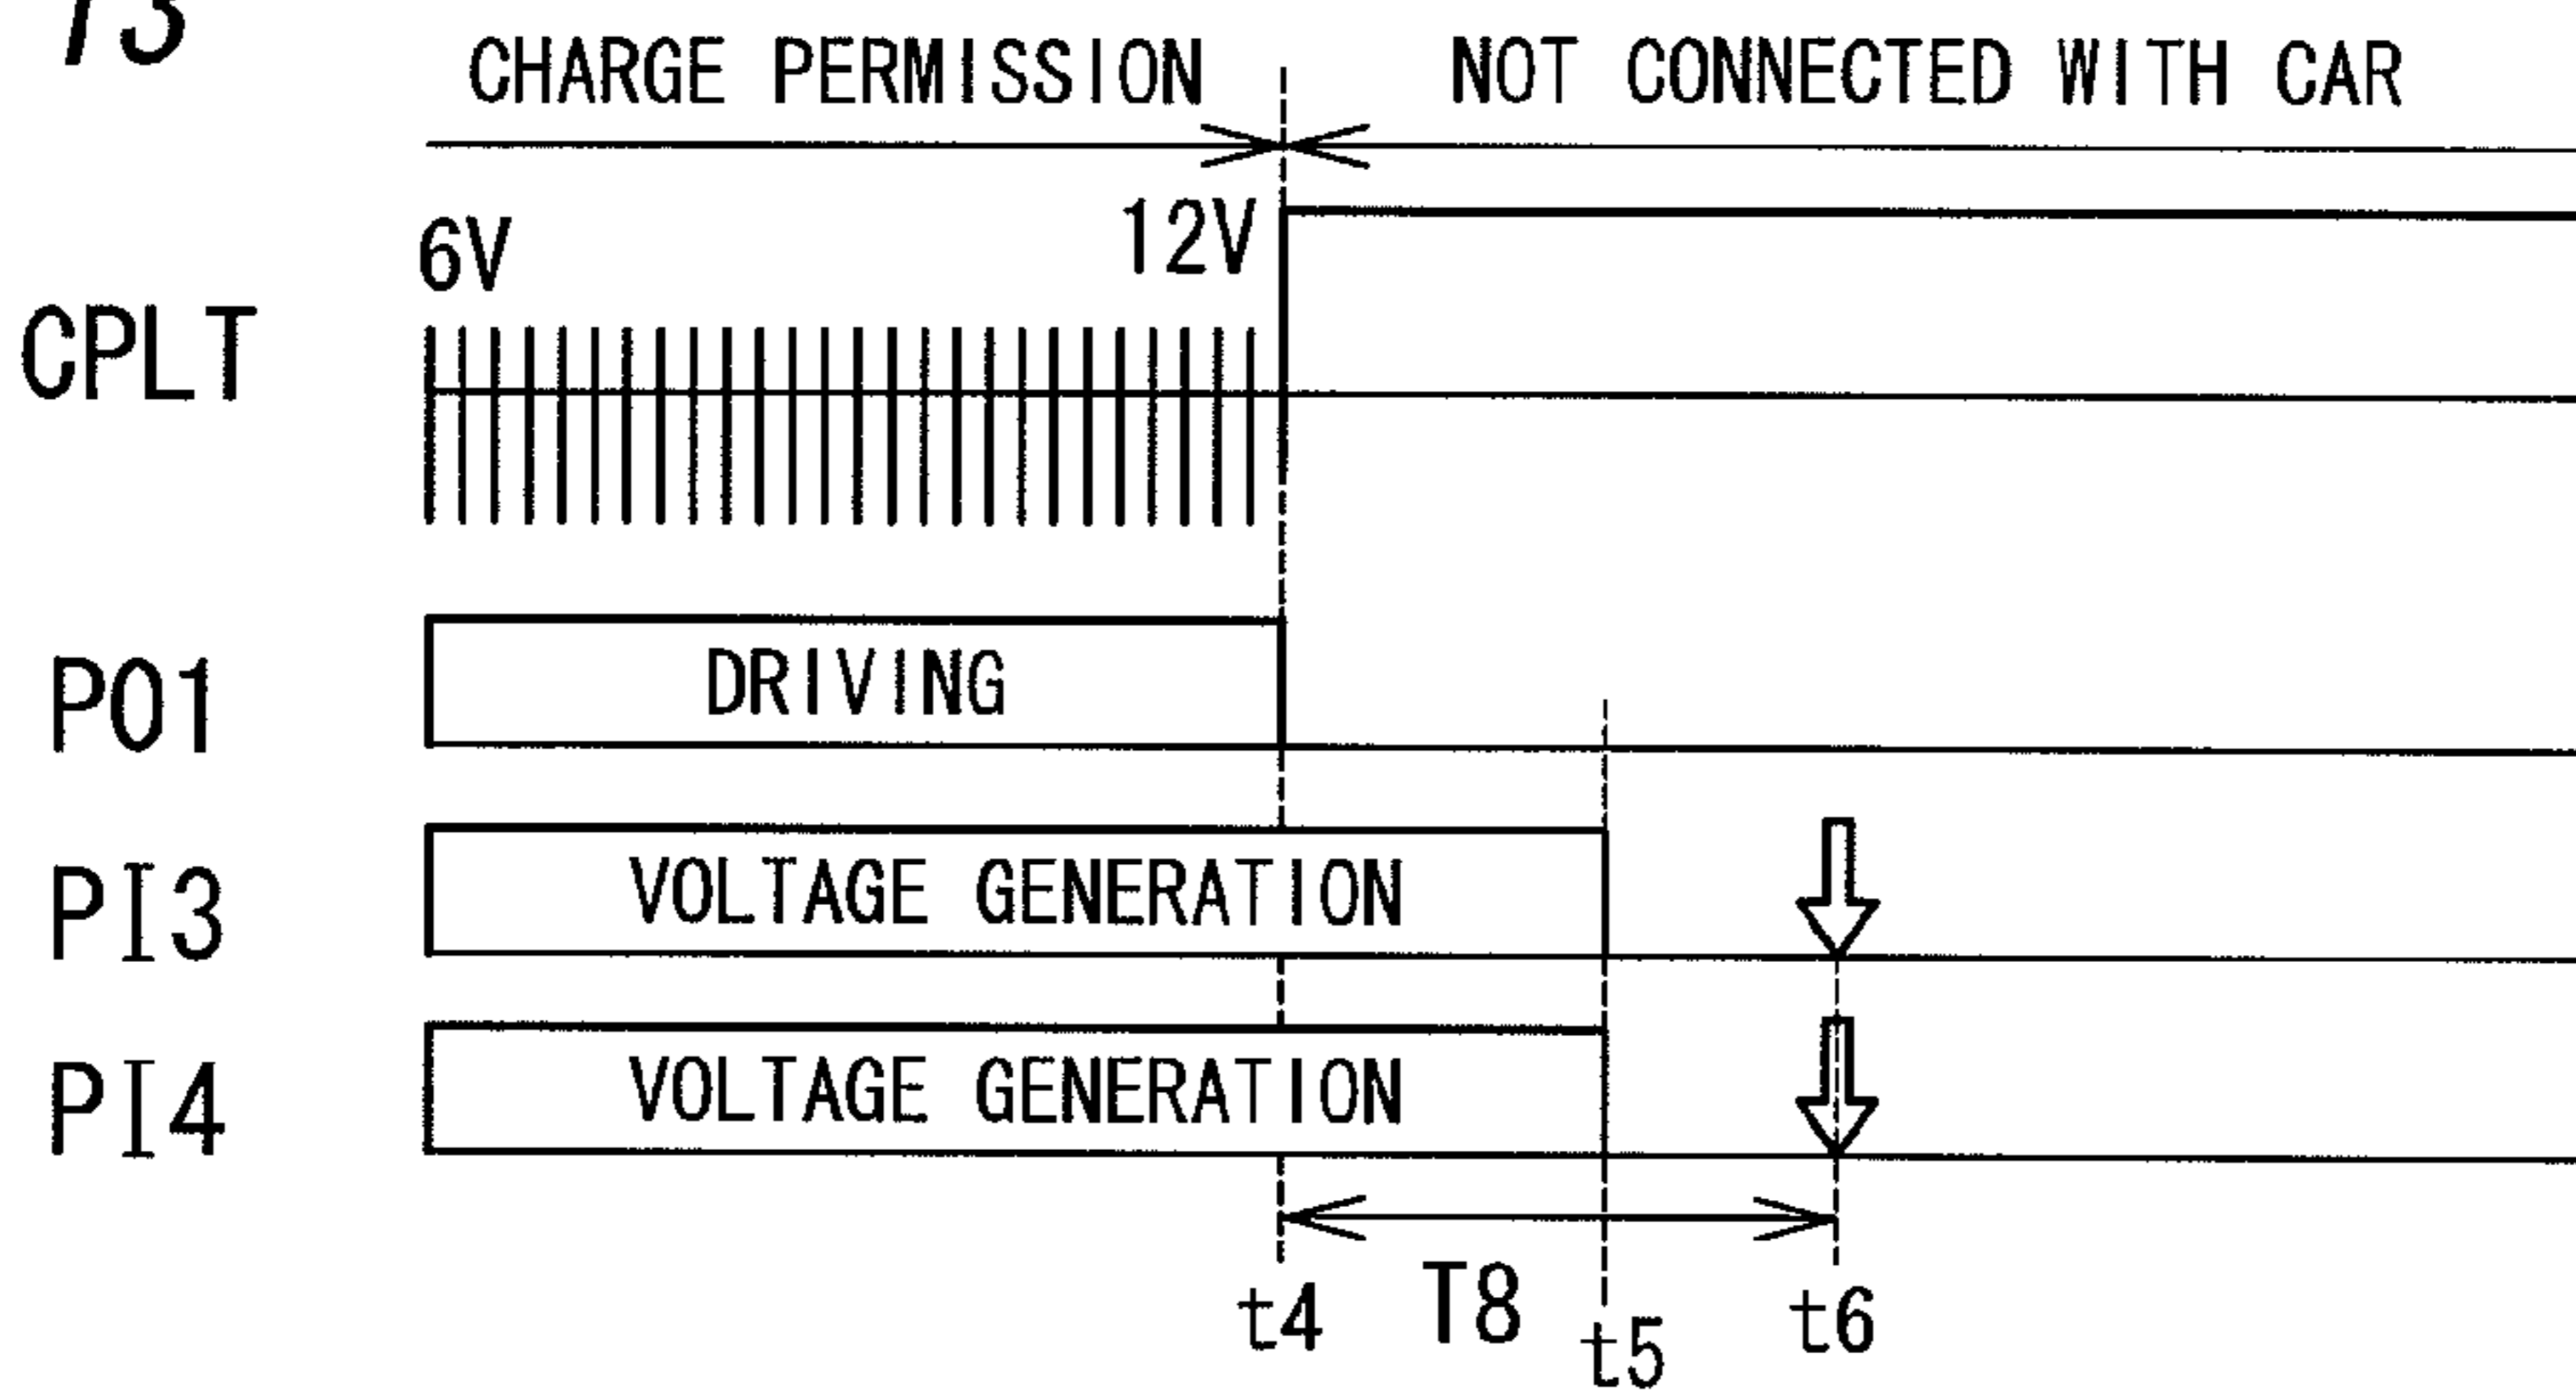 13
CHARGE PERMISSION NOT CONNECTED WITH CAR
6V 12V
CPLT
PO1 DRIVING
PI3 VOLTAGE GENERATION
PI4 VOLTAGE GENERATION
t4 T8 t5 t6